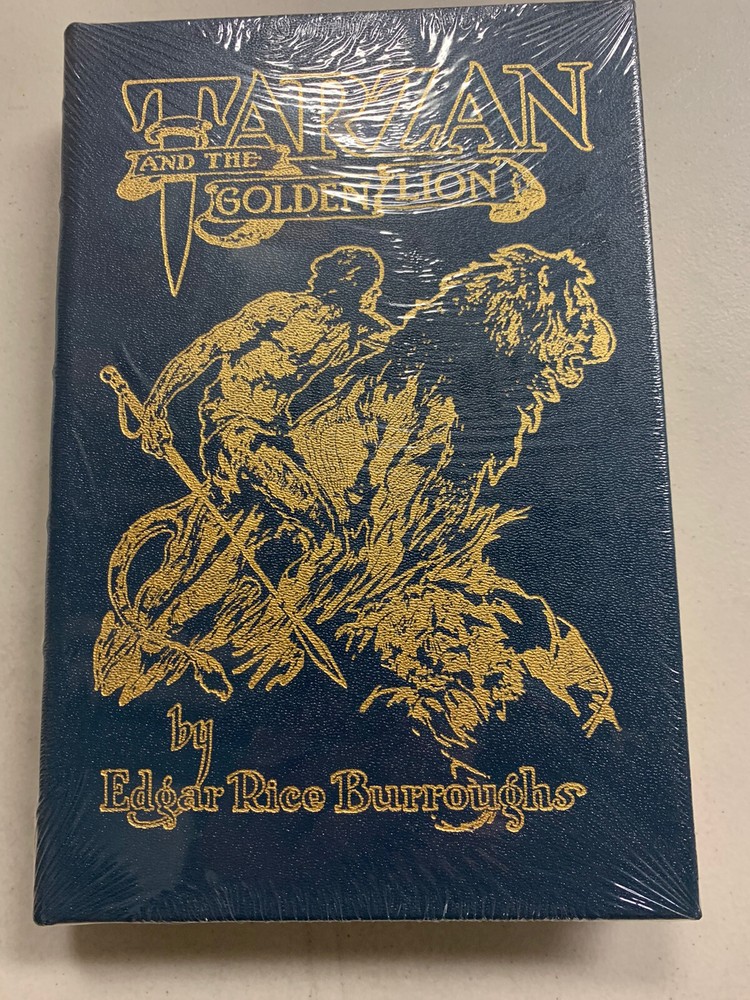 TARZAN
AND THE
GOLDEN LION
by
Edgar Rice Burroughs